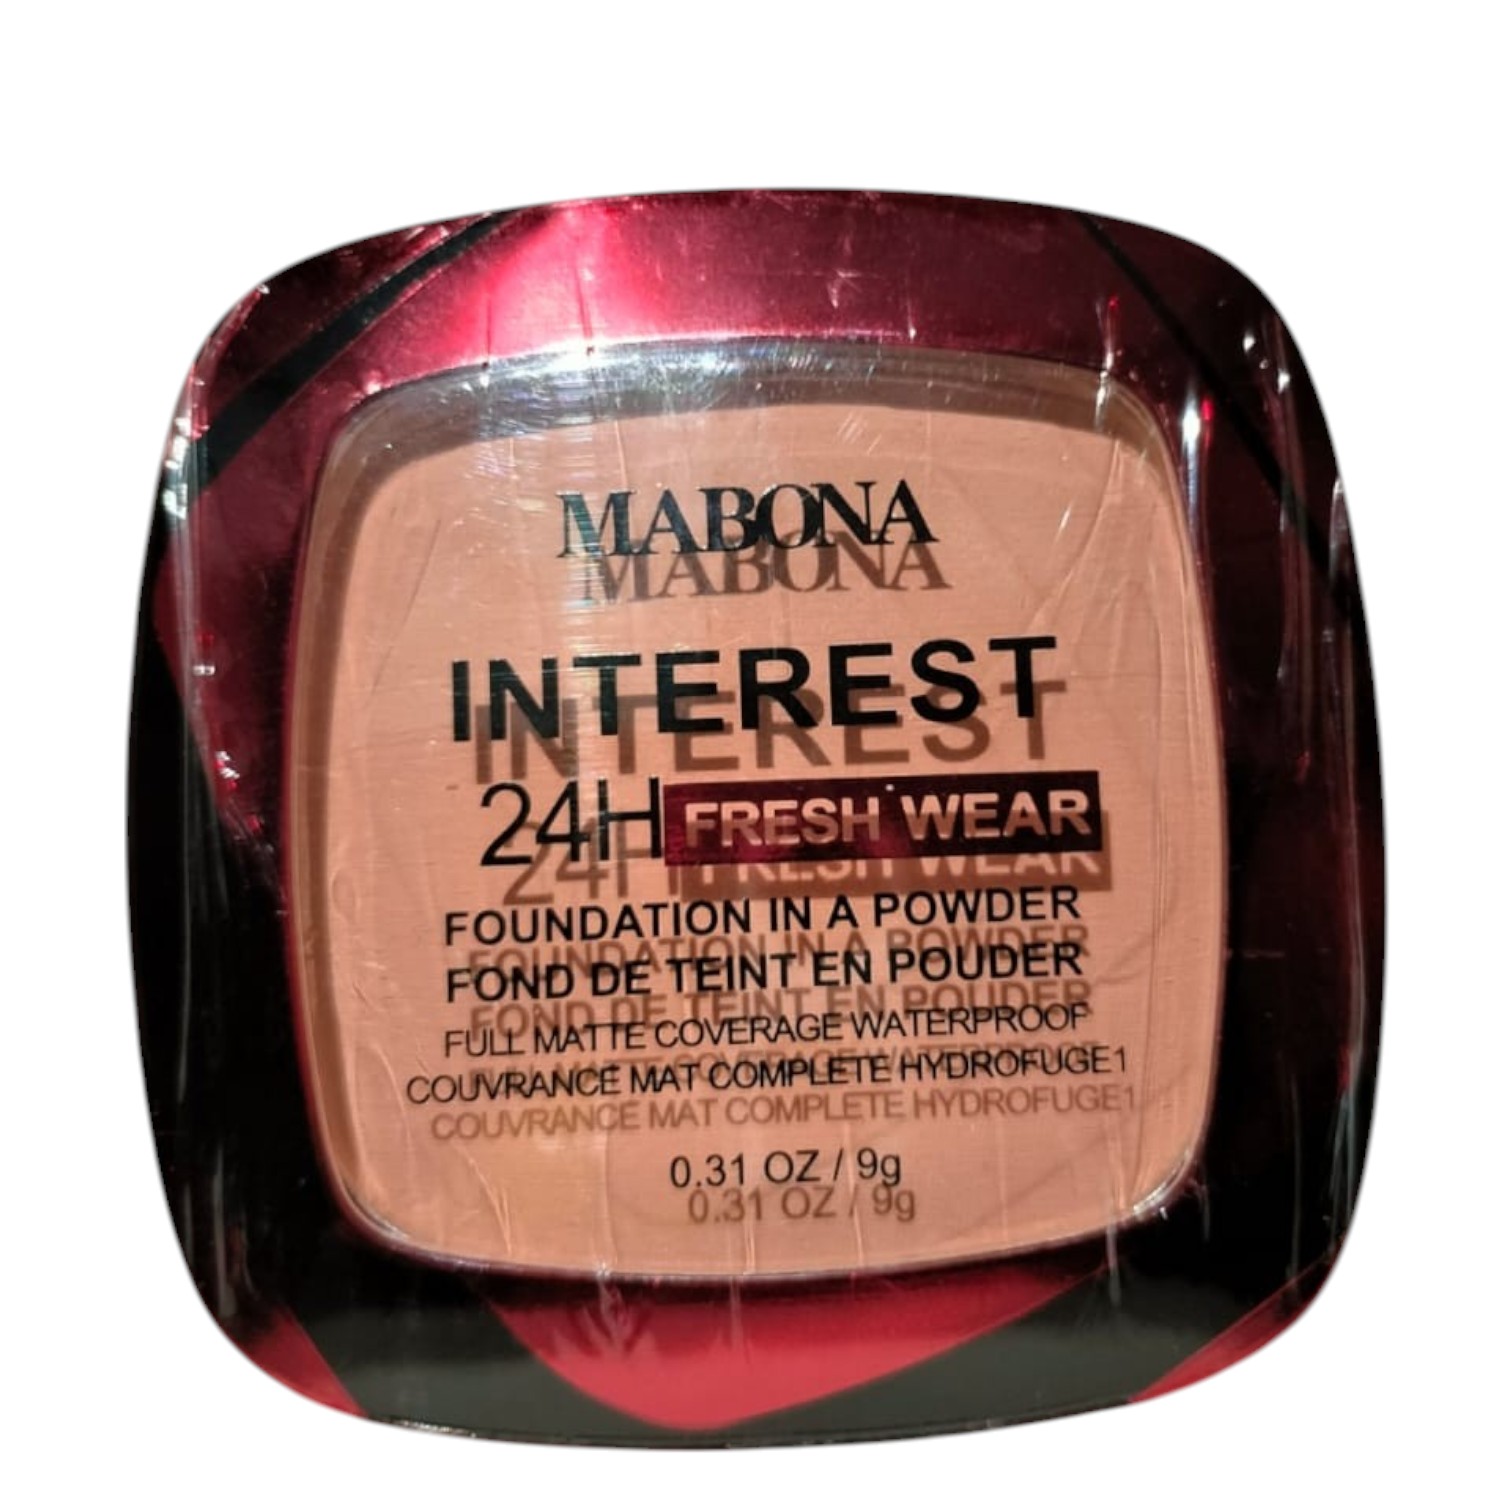 MABONA
INTEREST
24H FRESH WEAR
FOUNDATION IN A POWDER
FOND DE TEINT EN POUDER
FULL MATTE COVERAGE WATERPROOF
COUVRANCE MAT COMPLETE HYDROFUGE1
0.31 OZ / 9g